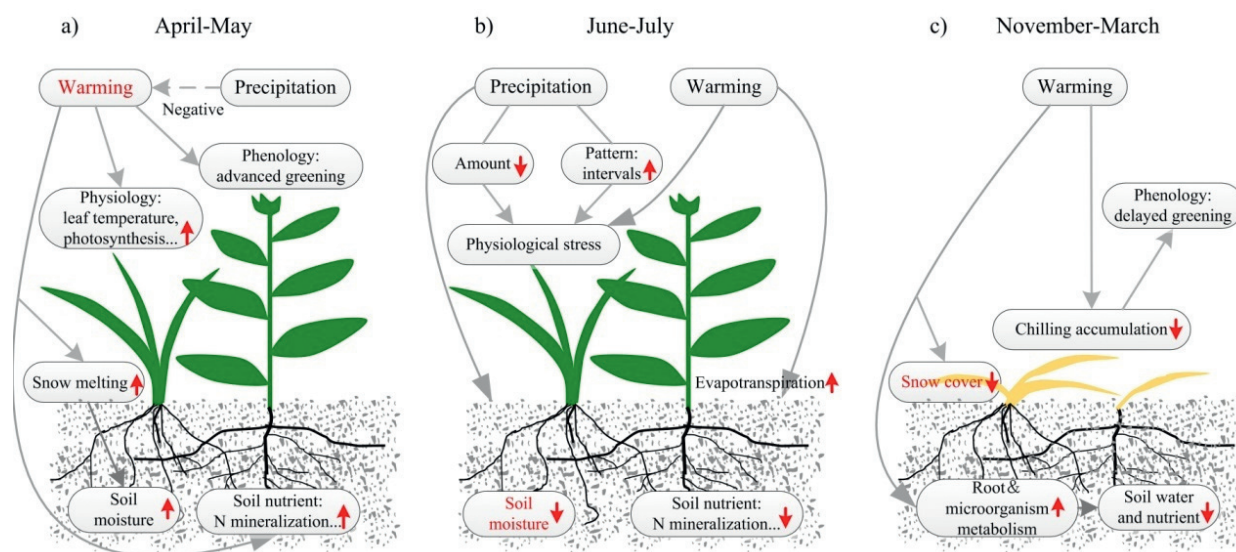 a) April-May
Warming
Precipitation
Negative
Phenology:
advanced greening
Physiology:
leaf temperature,
photosynthesis...
Snow melting
Soil
moisture
Soil nutrient:
N mineralization...
b) June-July
Precipitation
Warming
Amount
Pattern:
intervals
Physiological stress
Evapotranspiration
Soil
moisture
Soil nutrient:
N mineralization...
c) November-March
Warming
Phenology:
delayed greening
Chilling accumulation
Snow cover
Root &
microorganism
metabolism
Soil water
and nutrient